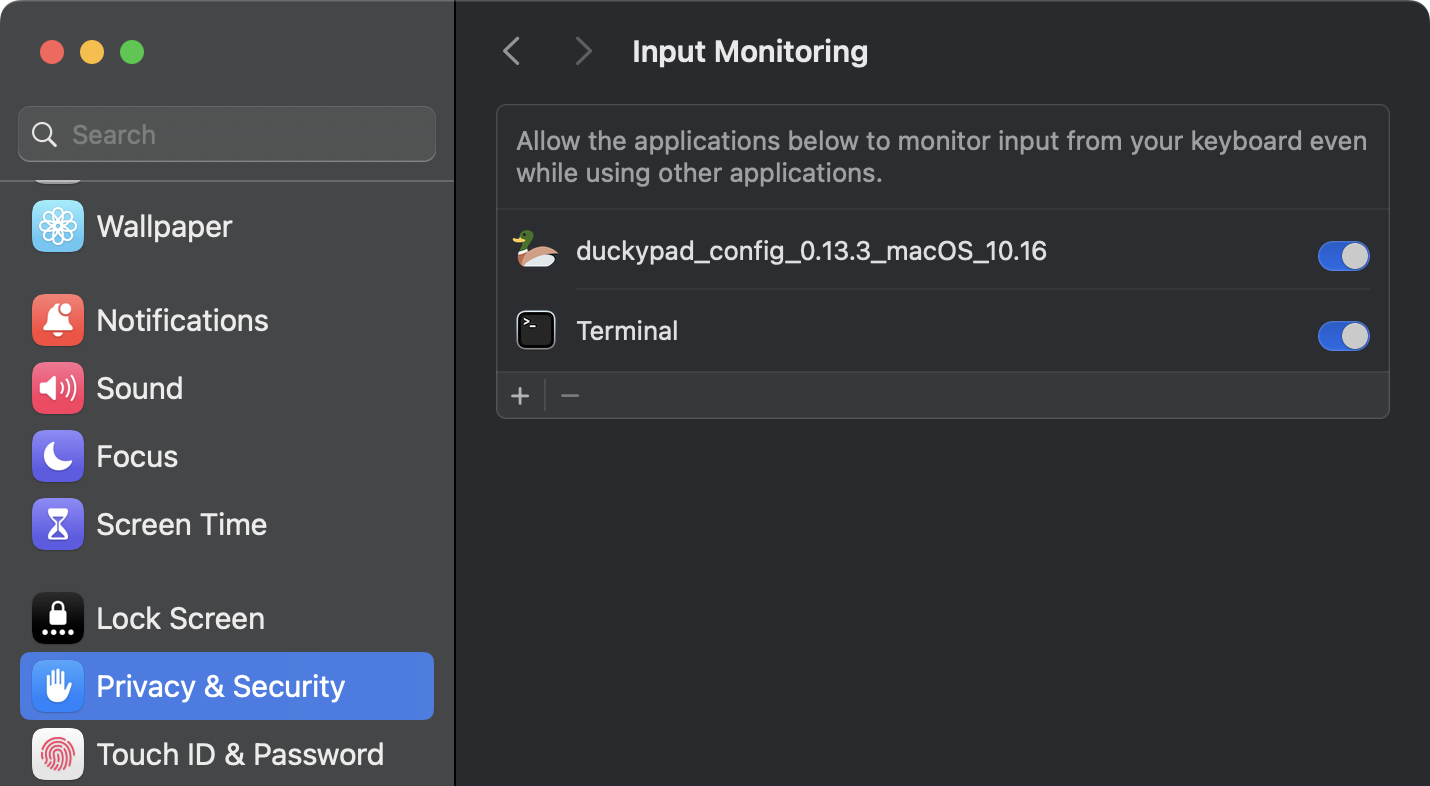 Search
Wallpaper
Notifications
Sound
Focus
Screen Time
Lock Screen
Privacy & Security
Touch ID & Password
Input Monitoring
Allow the applications below to monitor input from your keyboard even
while using other applications.
duckypad_config_0.13.3_macOS_10.16
>_
Terminal